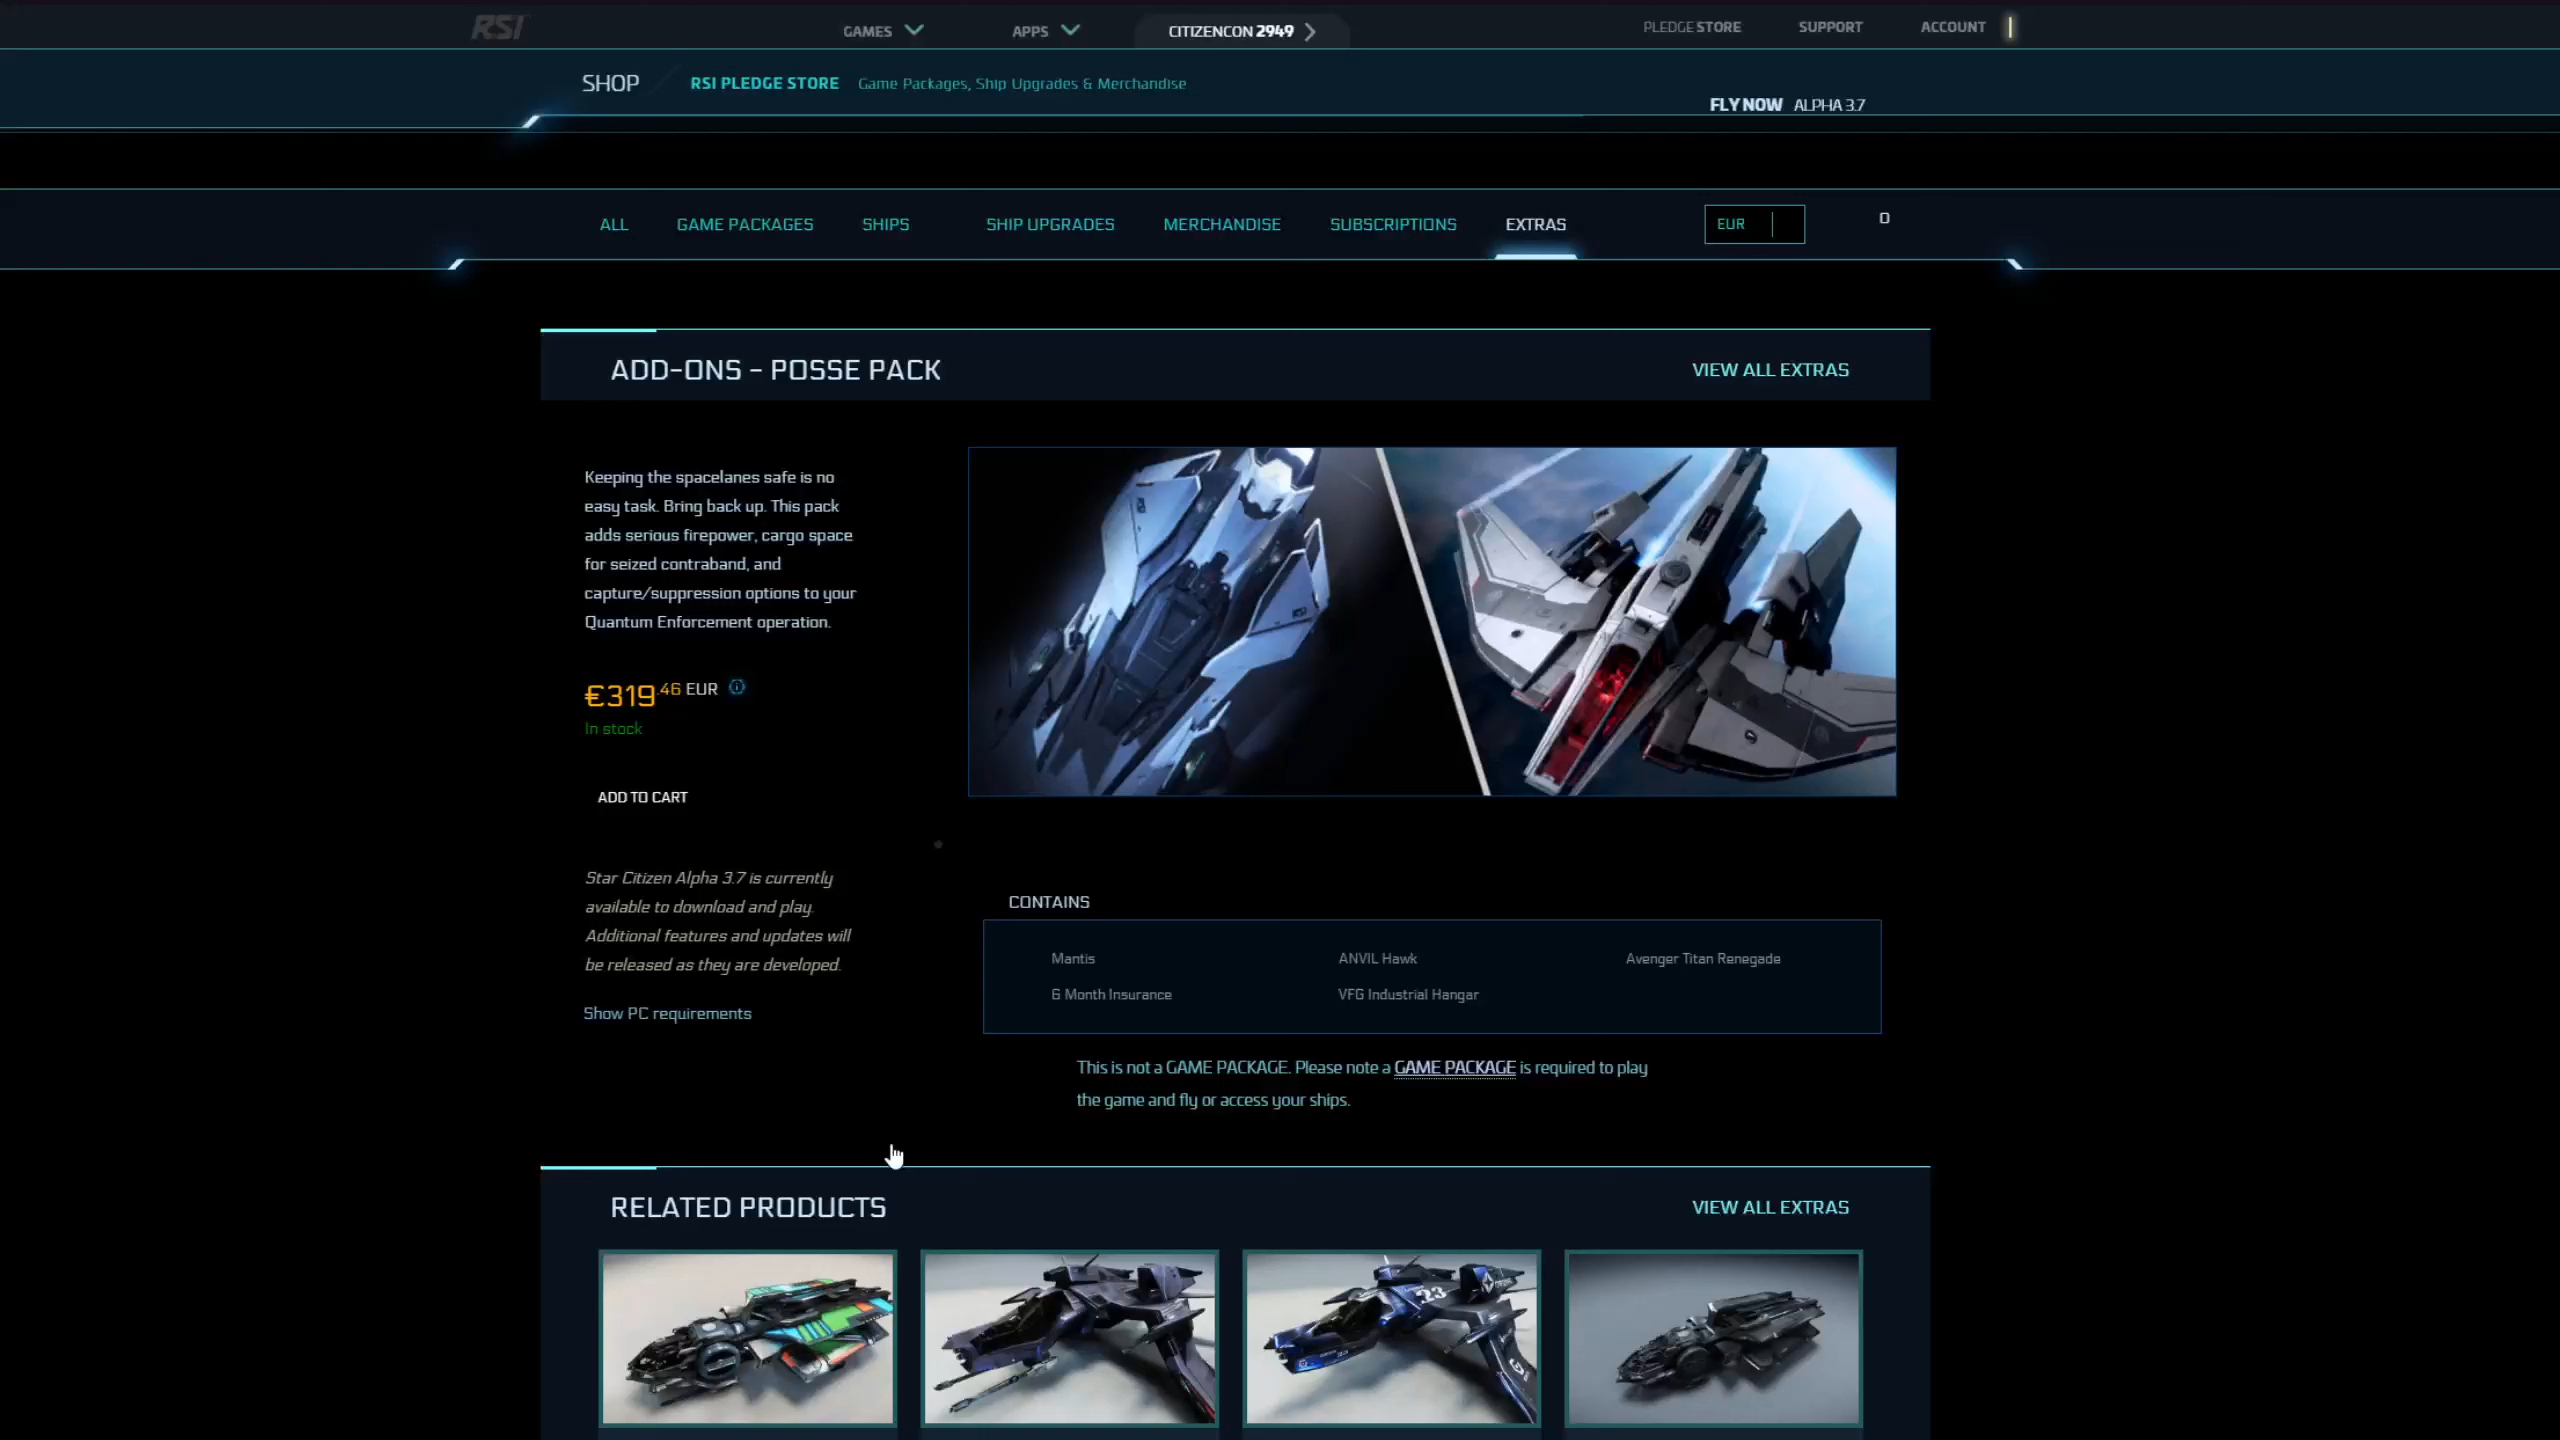 RSI
GAMES
APPS
CITIZENCON 2949
PLEDGE STORE
SUPPORT
ACCOUNT
SHOP
RSI PLEDGE STORE
Game Packages, Ship Upgrades & Merchandise
FLY NOW ALPHA 3.7
ALL
GAME PACKAGES
SHIPS
SHIP UPGRADES
MERCHANDISE
SUBSCRIPTIONS
EXTRAS
EUR
0
ADD-ONS - POSSE PACK
VIEW ALL EXTRAS
Keeping the spacelanes safe is no
easy task. Bring back up. This pack
adds serious firepower, cargo space
for seized contraband, and
capture/suppression options to your
Quantum Enforcement operation.
€319.46 EUR
In stock
ADD TO CART
Star Citizen Alpha 3.7 is currently
available to download and play.
Additional features and updates will
be released as they are developed.
Show PC requirements
CONTAINS
Mantis
ANVIL Hawk
Avenger Titan Renegade
6 Month Insurance
VFG Industrial Hangar
This is not a GAME PACKAGE. Please note a GAME PACKAGE is required to play
the game and fly or access your ships.
RELATED PRODUCTS
VIEW ALL EXTRAS
23